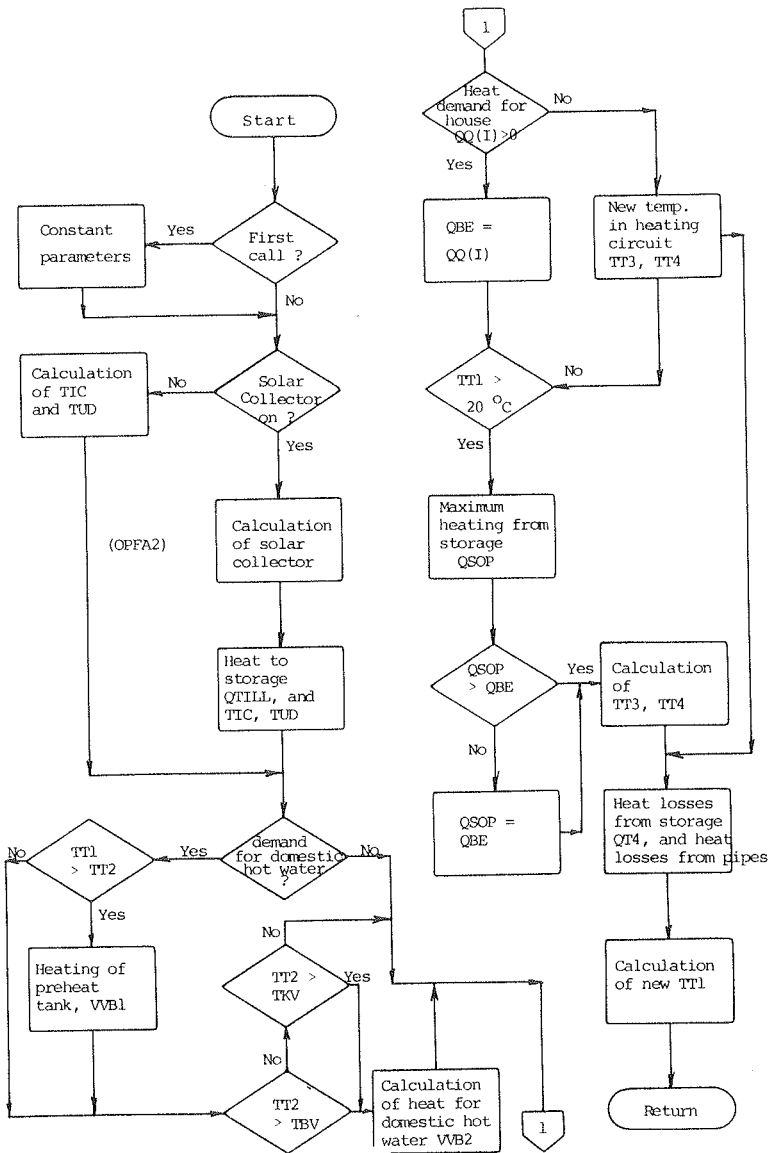 Start
First
call ?
Yes
Constant
parameters
No
Solar
Collector
on ?
No
Calculation
of TIC
and TUD
Yes
(OPFA2)
Calculation
of solar
collector
Heat to
storage
QTILL, and
TIC, TUD
demand
for domestic
hot water
?
Yes
No
TT1
> TT2
No
Yes
Heating of
preheat
tank, VVB1
TT2
> TBV
No
TT2 >
TKV
No
Yes
Calculation
of heat for
domestic hot
water VVB2
1
1
Heat
demand for
house
QQ(I)>0
No
Yes
QBE =
QQ(I)
New temp.
in heating
circuit
TT3, TT4
TT1 >
20 °C
No
Yes
Maximum
heating from
storage
QSOP
QSOP
> QBE
Yes
No
QSOP =
QBE
Calculation
of
TT3, TT4
Heat losses
from storage
QT4, and heat
losses from pipes
Calculation
of new TT1
Return